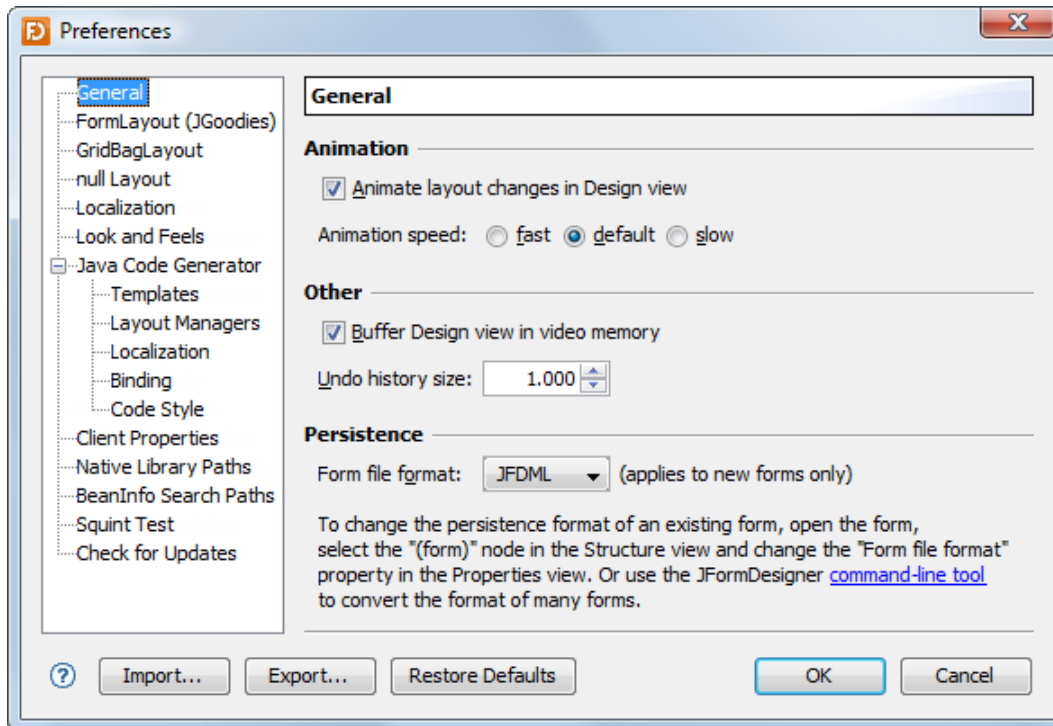 Preferences
General
FormLayout (JGoodies)
GridBagLayout
null Layout
Localization
Look and Feels
Java Code Generator
Templates
Layout Managers
Localization
Binding
Code Style
Client Properties
Native Library Paths
BeanInfo Search Paths
Squint Test
Check for Updates
General
Animation
Animate layout changes in Design view
Animation speed: fast default slow
Other
Buffer Design view in video memory
Undo history size: 1.000
Persistence
Form file format: JFDML (applies to new forms only)
To change the persistence format of an existing form, open the form,
select the "(form)" node in the Structure view and change the "Form file format"
property in the Properties view. Or use the JFormDesigner command-line tool
to convert the format of many forms.
? Import... Export... Restore Defaults OK Cancel